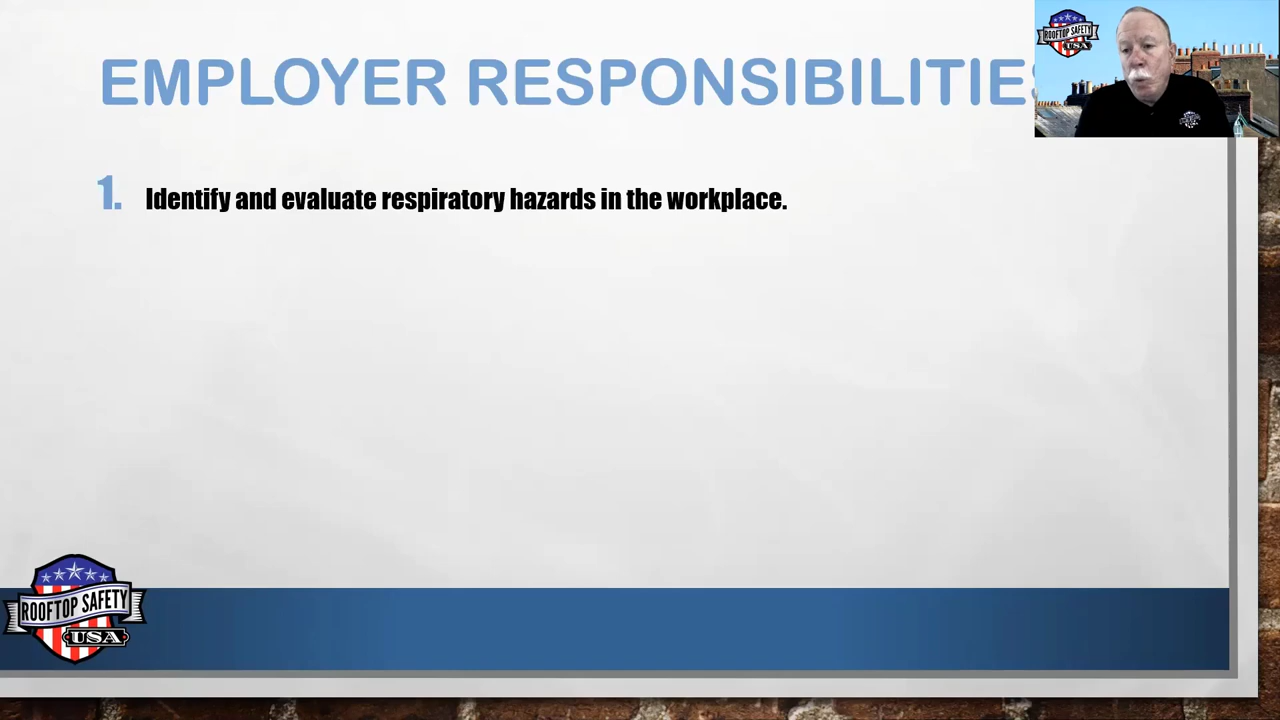 EMPLOYER RESPONSIBILITIES
1. Identify and evaluate respiratory hazards in the workplace.
ROOFTOP SAFETY
USA
ROOFTOP SAFETY
USA